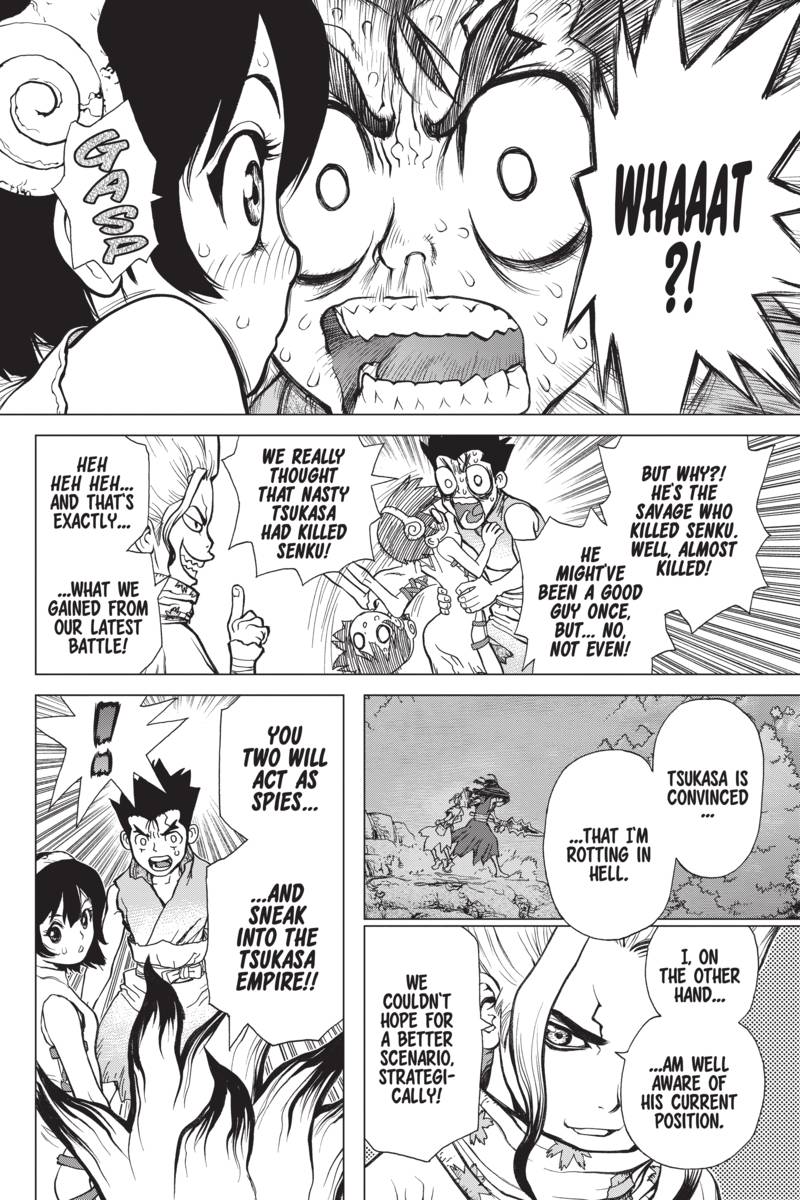 WHAAAT
?!
GASP
BUT WHY?!
HE'S THE
SAVAGE WHO
KILLED SENKU.
WELL, ALMOST
KILLED!
HE
MIGHT'VE
BEEN A GOOD
GUY ONCE,
BUT... NO,
NOT EVEN!
WE REALLY
THOUGHT
THAT NASTY
TSUKASA
HAD KILLED
SENKU!
HEH
HEH HEH...
AND THAT'S
EXACTLY...
...WHAT WE
GAINED FROM
OUR LATEST
BATTLE!
TSUKASA IS
CONVINCED
...
...THAT I'M
ROTTING IN
HELL.
I, ON
THE OTHER
HAND...
...AM WELL
AWARE OF
HIS CURRENT
POSITION.
WE
COULDN'T
HOPE FOR
A BETTER
SCENARIO,
STRATEGI-
CALLY!
YOU
TWO WILL
ACT AS
SPIES...
...AND
SNEAK
INTO THE
TSUKASA
EMPIRE!!
!